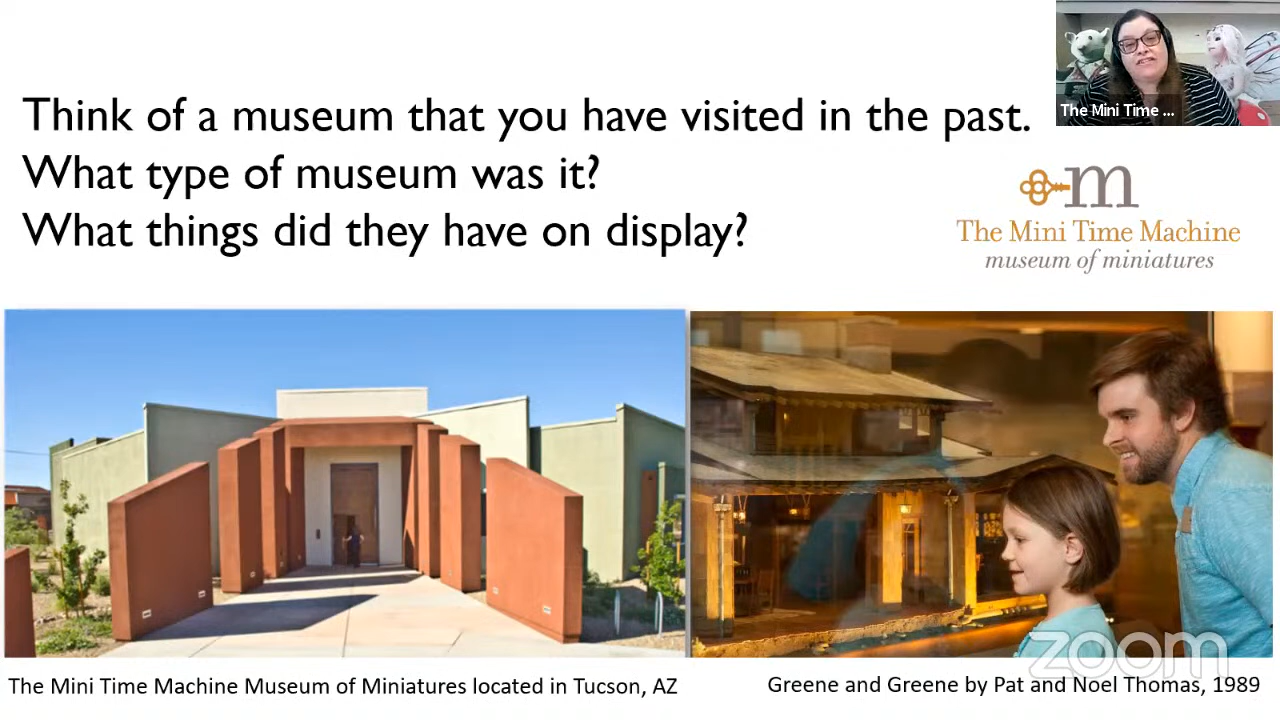 The Mini Time ...
Think of a museum that you have visited in the past.
What type of museum was it?
What things did they have on display?
m
The Mini Time Machine
museum of miniatures
zoom
The Mini Time Machine Museum of Miniatures located in Tucson, AZ
Greene and Greene by Pat and Noel Thomas, 1989